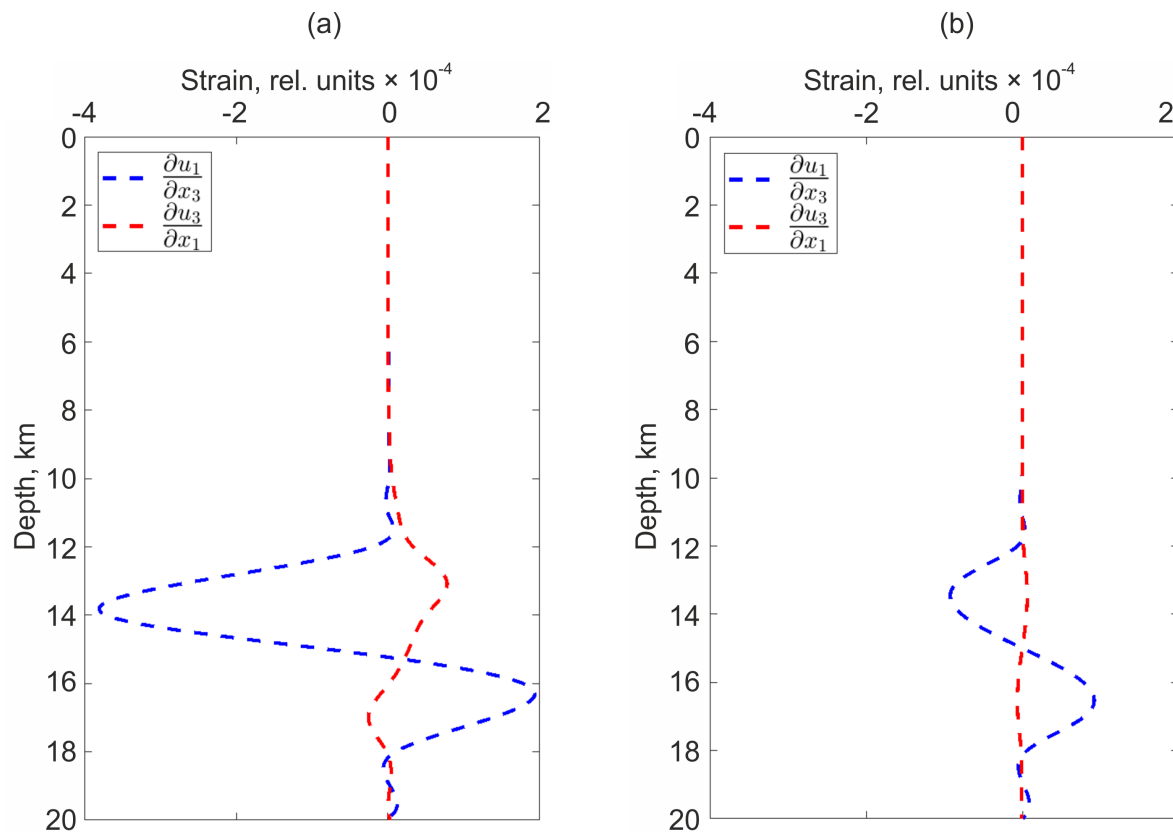 (a)
Strain, rel. units × 10⁻⁴
-4 -2 0 2
0
2
4
6
8
10
12
14
16
18
20
Depth, km
∂u₁/∂x₃
∂u₃/∂x₁
(b)
Strain, rel. units × 10⁻⁴
-4 -2 0 2
0
2
4
6
8
10
12
14
16
18
20
Depth, km
∂u₁/∂x₃
∂u₃/∂x₁